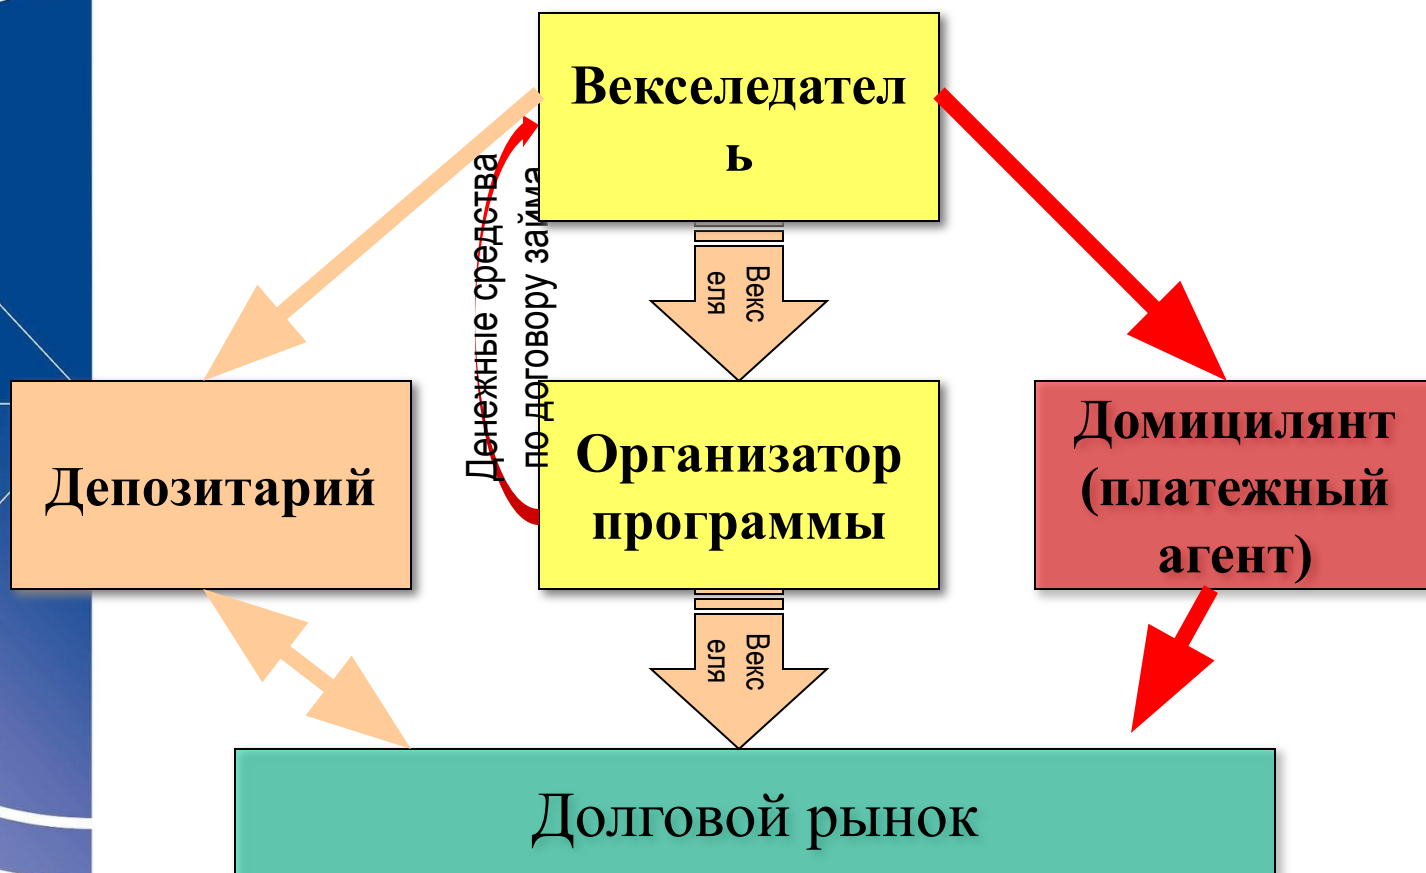 Векселедател
ь
Денежные средства
по договору займа
Векс
еля
Депозитарий
Организатор
программы
Домицилянт
(платежный
агент)
Векс
еля
Долговой рынок